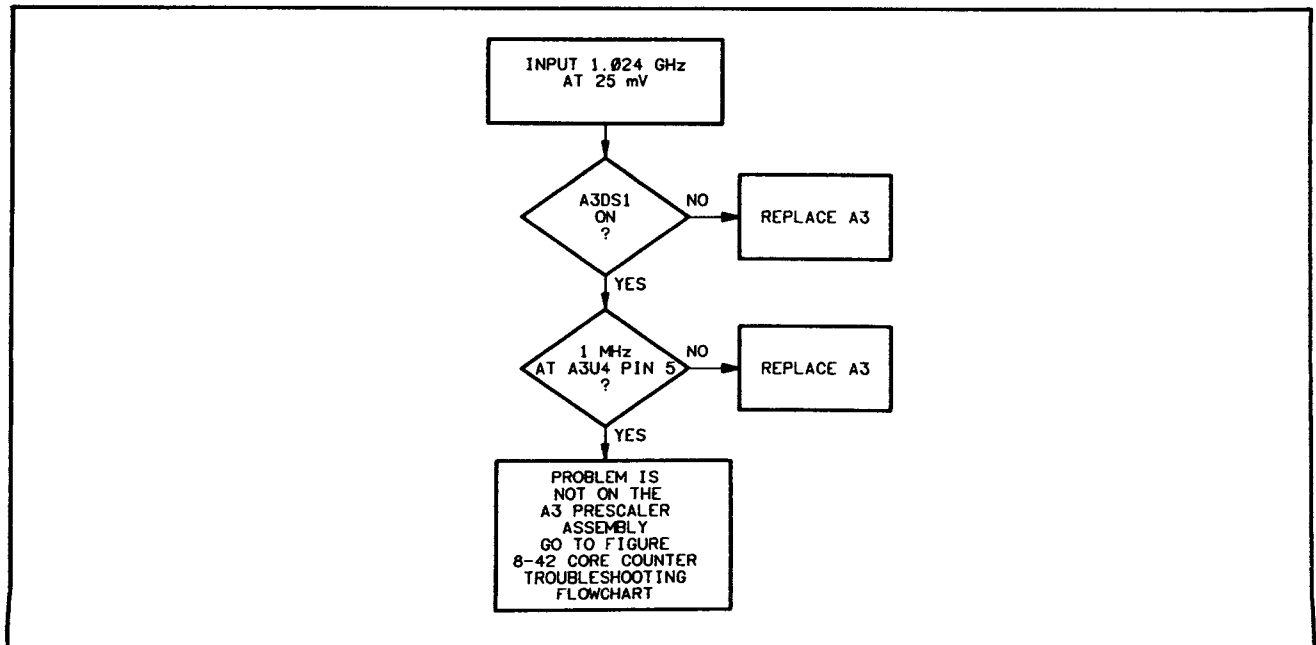 INPUT 1.024 GHz
AT 25 mV
A3DS1
ON
?
NO
REPLACE A3
YES
1 MHz
AT A3U4 PIN 5
?
NO
REPLACE A3
YES
PROBLEM IS
NOT ON THE
A3 PRESCALER
ASSEMBLY
GO TO FIGURE
8-42 CORE COUNTER
TROUBLESHOOTING
FLOWCHART